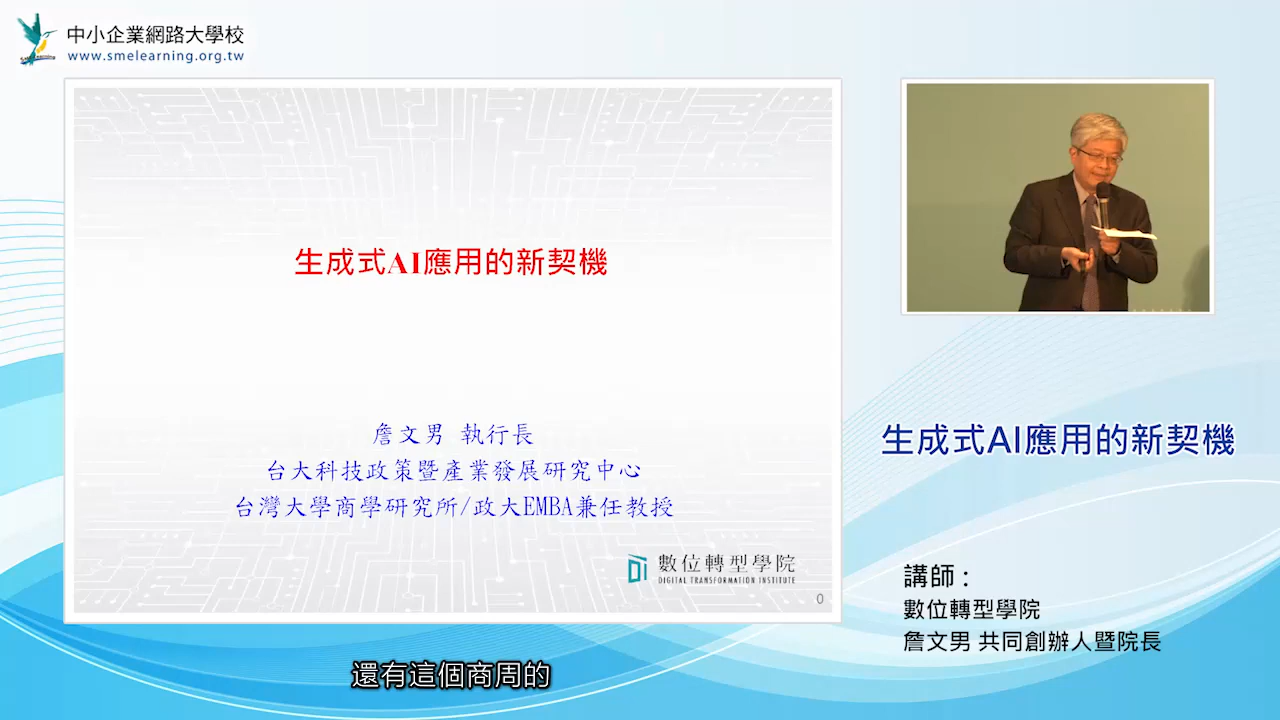 中小企業網路大學校
www.smelearning.org.tw
生成式AI應用的新契機
詹文男 執行長
台大科技政策暨產業發展研究中心
台灣大學商學研究所/政大EMBA兼任教授
數位轉型學院
DIGITAL TRANSFORMATION INSTITUTE
0
生成式AI應用的新契機
講師：
數位轉型學院
詹文男 共同創辦人暨院長
還有這個商周的